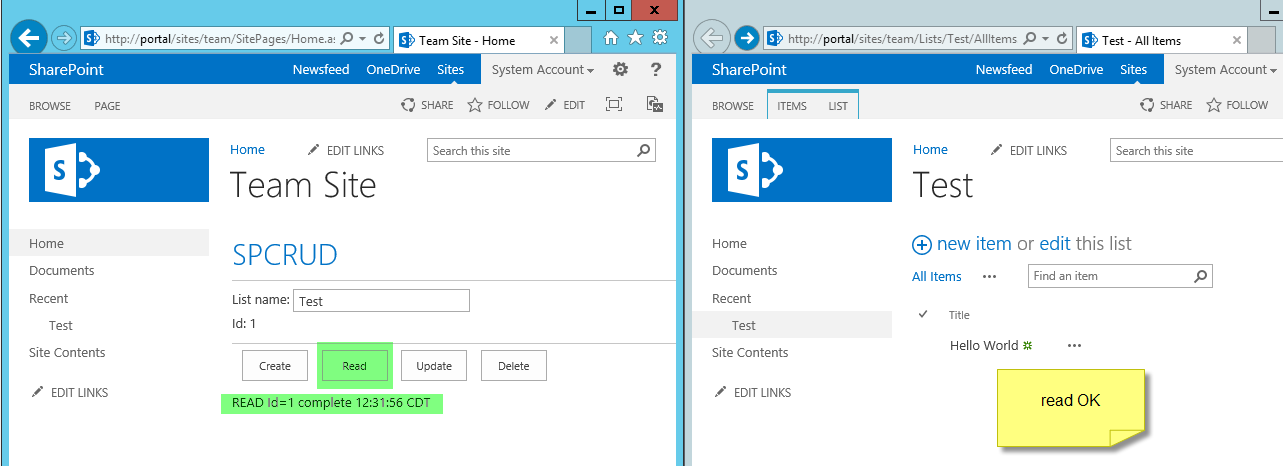 http://portal/sites/team/SitePages/Home.as
Team Site - Home
SharePoint
Newsfeed OneDrive Sites System Account
BROWSE PAGE SHARE FOLLOW EDIT
Home EDIT LINKS Search this site
Team Site
Home
Documents
Recent
Test
Site Contents
EDIT LINKS
SPCRUD
List name: Test
Id: 1
Create Read Update Delete
READ Id=1 complete 12:31:56 CDT
http://portal/sites/team/Lists/Test/AllItems
Test - All Items
SharePoint
Newsfeed OneDrive Sites System Account
BROWSE ITEMS LIST SHARE FOLLOW
Home EDIT LINKS Search this site
Test
Home
Documents
Recent
Test
Site Contents
EDIT LINKS
new item or edit this list
All Items ••• Find an item
Title
Hello World •••
read OK